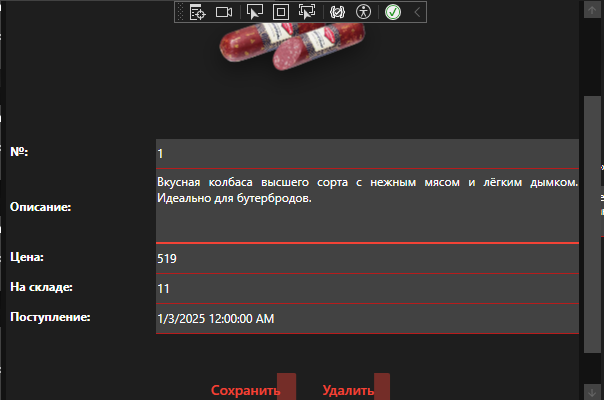 №:
1
Описание:
Вкусная колбаса высшего сорта с нежным мясом и лёгким дымком.
Идеально для бутербродов.
Цена:
519
На складе:
11
Поступление:
1/3/2025 12:00:00 AM
Сохранить
Удалить